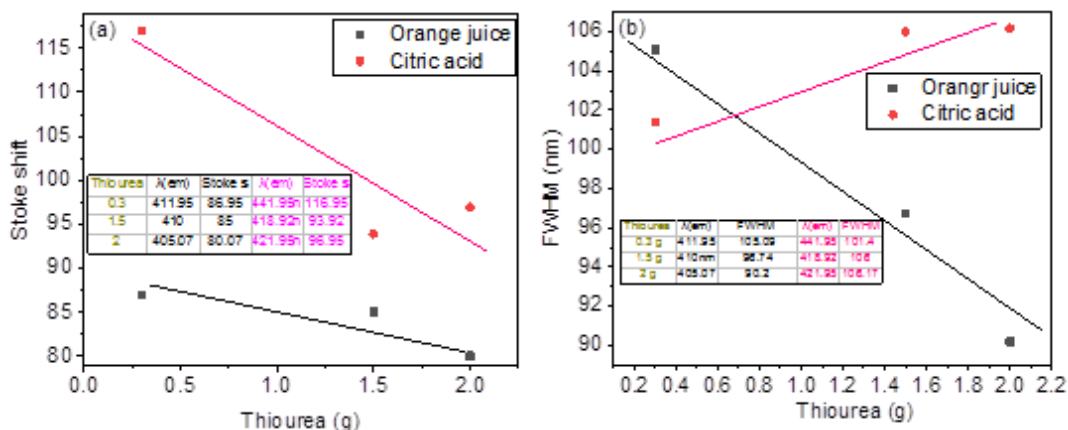 (a)
Orange juice
Citric acid
Stoke shift
115
110
105
100
95
90
85
80
Thiourea λ(em) Stoke s λ(em) Stoke s
0.3 411.95 86.95 441.95n 116.95
1.5 410 85 418.92n 93.92
2 405.07 80.07 421.95n 96.95
0.0 0.5 1.0 1.5 2.0
Thiourea (g)
(b)
Orangr juice
Citric acid
FWHM (nm)
106
104
102
100
98
96
94
92
90
Thiourea λ(em) FWHM λ(em) FWHM
0.3 g 411.95 105.09 441.95 101.4
1.5 g 410nm 96.74 418.92 106
2 g 405.07 90.2 421.95 106.17
0.2 0.4 0.6 0.8 1.0 1.2 1.4 1.6 1.8 2.0 2.2
Thiourea (g)